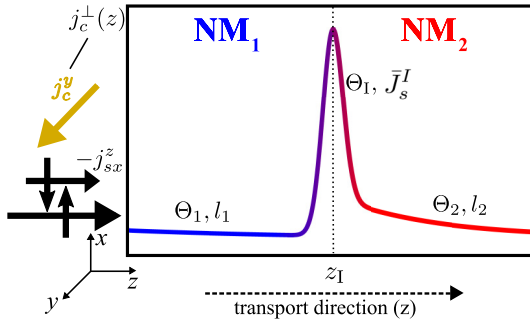 j_c^⊥(z)
NM₁ NM₂
j_c^y
Θ_I, J̄_s^I
−j_sx^z
Θ₁, l₁
Θ₂, l₂
x
z
y
z_I
transport direction (z)